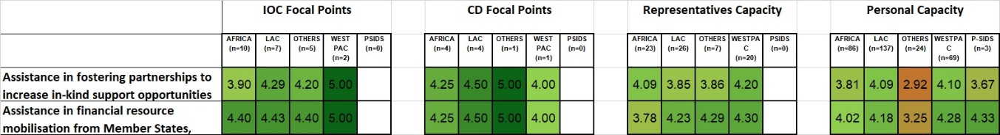 IOC Focal Points CD Focal Points Representatives Capacity Personal Capacity
AFRICA (n=10) LAC (n=7) OTHERS (n=5) WEST PAC (n=2) PSIDS (n=0) AFRICA (n=4) LAC (n=4) OTHERS (n=1) WEST PAC (n=1) PSIDS (n=0) AFRICA (n=23) LAC (n=26) OTHERS (n=7) WESTPA C (n=20) PSIDS (n=0) AFRICA (n=86) LAC (n=137) OTHERS (n=24) WESTPA C (n=69) P-SIDS (n=3)
Assistance in fostering partnerships to
increase in-kind support opportunities
3.90 4.29 4.20 5.00 4.25 4.50 5.00 4.00 4.09 3.85 3.86 4.20 3.81 4.09 2.92 4.10 3.67
Assistance in financial resource
mobilisation from Member States,
4.40 4.43 4.40 5.00 4.25 4.50 5.00 4.00 3.78 4.23 4.29 4.30 4.02 4.18 3.25 4.28 4.33